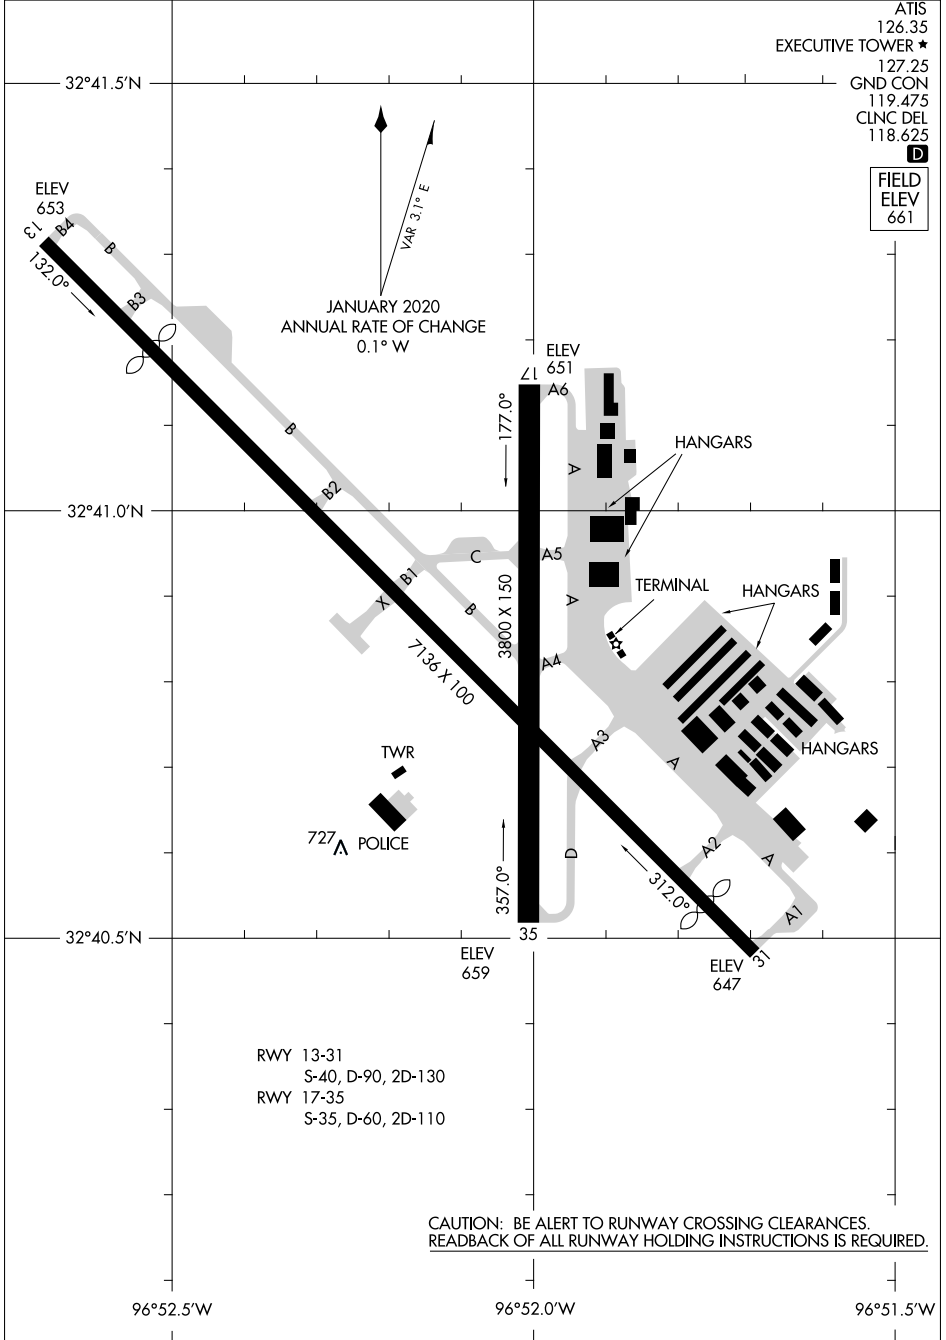 ATIS
126.35
EXECUTIVE TOWER ★
127.25
GND CON
119.475
CLNC DEL
118.625
D
FIELD
ELEV
661
32°41.5'N
ELEV
653
13
B4
B
132.0°
B3
VAR 3.1° E
JANUARY 2020
ANNUAL RATE OF CHANGE
0.1° W
ELEV
651
17
A6
177.0°
HANGARS
B
A
B2
32°41.0'N
C
A5
B1
TERMINAL
HANGARS
X
B
3800 X 150
A
7136 X 100
A4
A3
TWR
A
HANGARS
727
POLICE
A2
D
A
312.0°
357.0°
A1
32°40.5'N
35
31
ELEV
659
ELEV
647
RWY 13-31
S-40, D-90, 2D-130
RWY 17-35
S-35, D-60, 2D-110
CAUTION: BE ALERT TO RUNWAY CROSSING CLEARANCES.
READBACK OF ALL RUNWAY HOLDING INSTRUCTIONS IS REQUIRED.
96°52.5'W
96°52.0'W
96°51.5'W